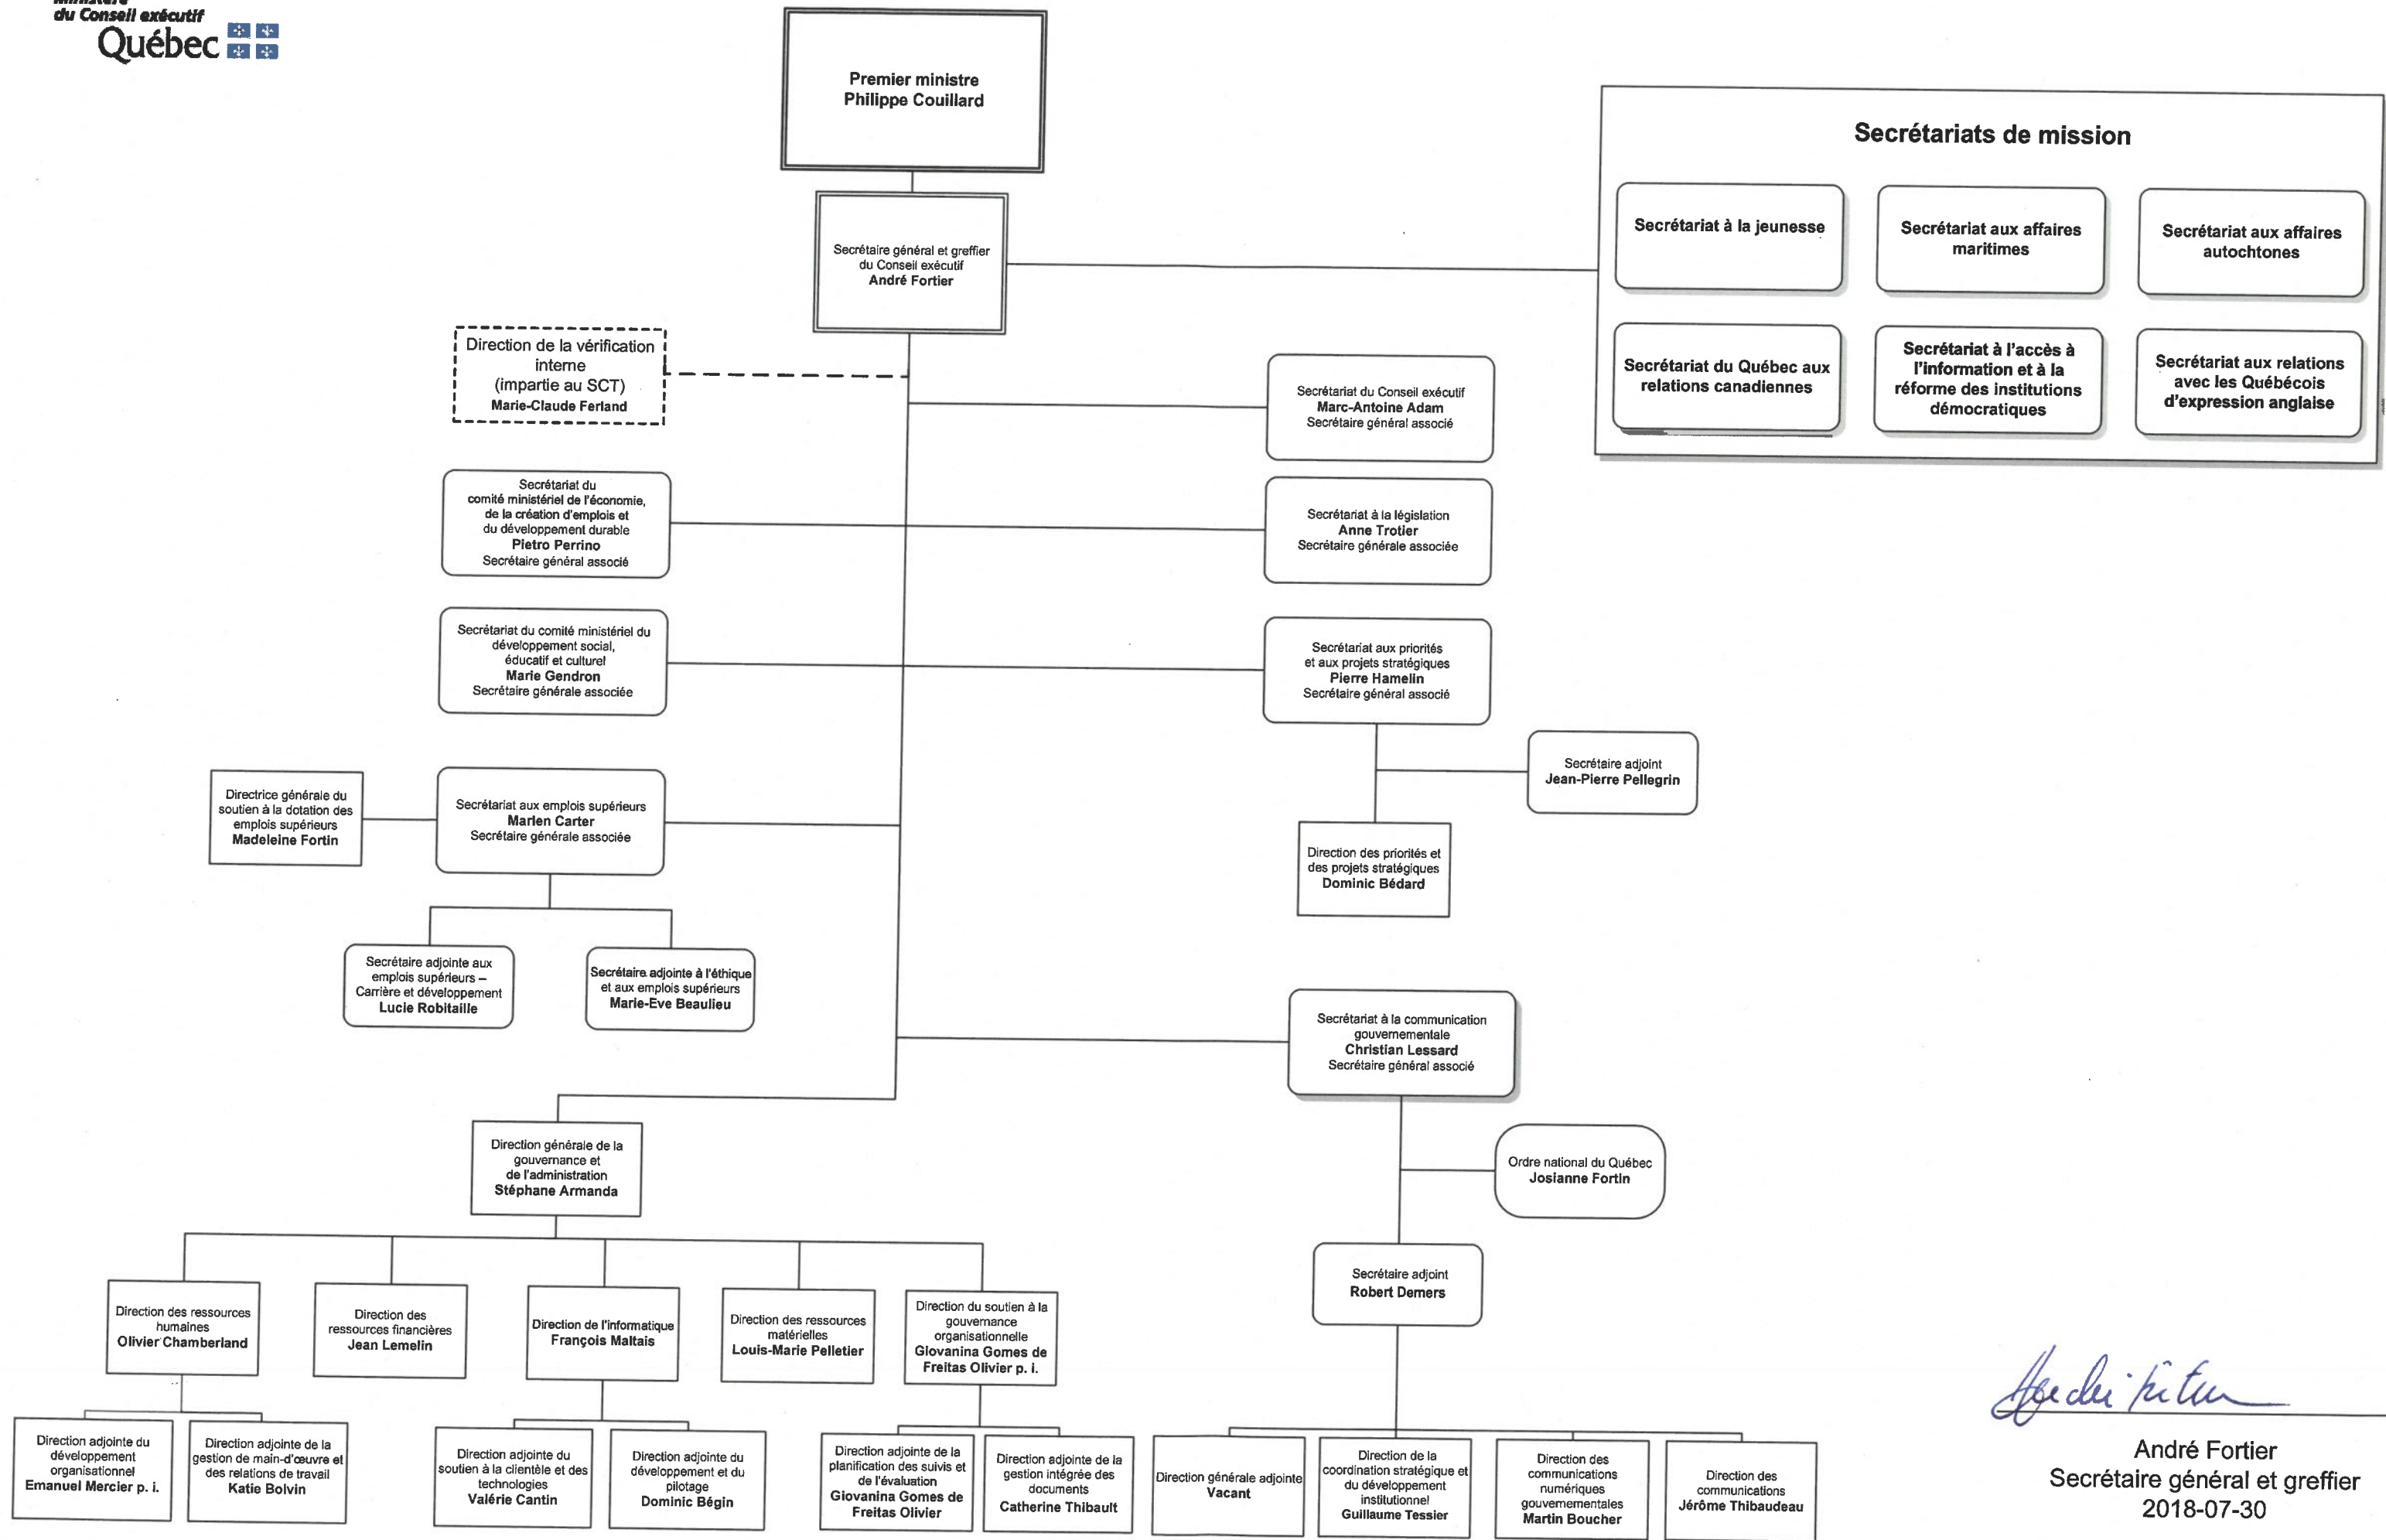 Ministère
du Conseil exécutif
Québec
Premier ministre
Philippe Couillard
Secrétaire général et greffier
du Conseil exécutif
André Fortier
Secrétariats de mission
Secrétariat à la jeunesse
Secrétariat aux affaires
maritimes
Secrétariat aux affaires
autochtones
Secrétariat du Québec aux
relations canadiennes
Secrétariat à l'accès à
l'information et à la
réforme des institutions
démocratiques
Secrétariat aux relations
avec les Québécois
d'expression anglaise
Direction de la vérification
interne
(impartie au SCT)
Marie-Claude Ferland
Secrétariat du Conseil exécutif
Marc-Antoine Adam
Secrétaire général associé
Secrétariat du
comité ministériel de l'économie,
de la création d'emplois et
du développement durable
Pietro Perrino
Secrétaire général associé
Secrétariat à la législation
Anne Trotier
Secrétaire générale associée
Secrétariat du comité ministériel du
développement social,
éducatif et culturel
Marie Gendron
Secrétaire générale associée
Secrétariat aux priorités
et aux projets stratégiques
Pierre Hamelin
Secrétaire général associé
Secrétaire adjoint
Jean-Pierre Pellegrin
Directrice générale du
soutien à la dotation des
emplois supérieurs
Madeleine Fortin
Secrétariat aux emplois supérieurs
Marlen Carter
Secrétaire générale associée
Direction des priorités et
des projets stratégiques
Dominic Bédard
Secrétaire adjointe aux
emplois supérieurs –
Carrière et développement
Lucie Robitaille
Secrétaire adjointe à l'éthique
et aux emplois supérieurs
Marie-Eve Beaulieu
Secrétariat à la communication
gouvernementale
Christian Lessard
Secrétaire général associé
Direction générale de la
gouvernance et
de l'administration
Stéphane Armanda
Ordre national du Québec
Josianne Fortin
Secrétaire adjoint
Robert Demers
Direction des ressources
humaines
Olivier Chamberland
Direction des
ressources financières
Jean Lemelin
Direction de l'informatique
François Maltais
Direction des ressources
matérielles
Louis-Marie Pelletier
Direction du soutien à la
gouvernance
organisationnelle
Giovanina Gomes de
Freitas Olivier p. i.
Direction adjointe du
développement
organisationnel
Emanuel Mercier p. i.
Direction adjointe de la
gestion de main-d'œuvre et
des relations de travail
Katie Bolvin
Direction adjointe du
soutien à la clientèle et des
technologies
Valérie Cantin
Direction adjointe du
développement et du
pilotage
Dominic Bégin
Direction adjointe de la
planification des suivis et
de l'évaluation
Giovanina Gomes de
Freitas Olivier
Direction adjointe de la
gestion intégrée des
documents
Catherine Thibault
Direction générale adjointe
Vacant
Direction de la
coordination stratégique et
du développement
institutionnel
Guillaume Tessier
Direction des
communications
numériques
gouvernementales
Martin Boucher
Direction des
communications
Jérôme Thibaudeau
André Fortier
Secrétaire général et greffier
2018-07-30